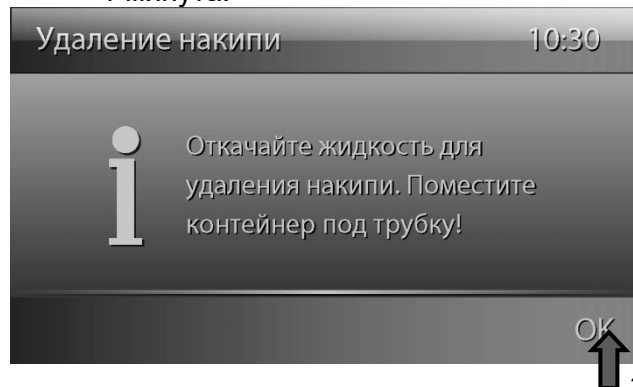 Удаление накипи 10:30
Откачайте жидкость для
удаления накипи. Поместите
контейнер под трубку!
OK